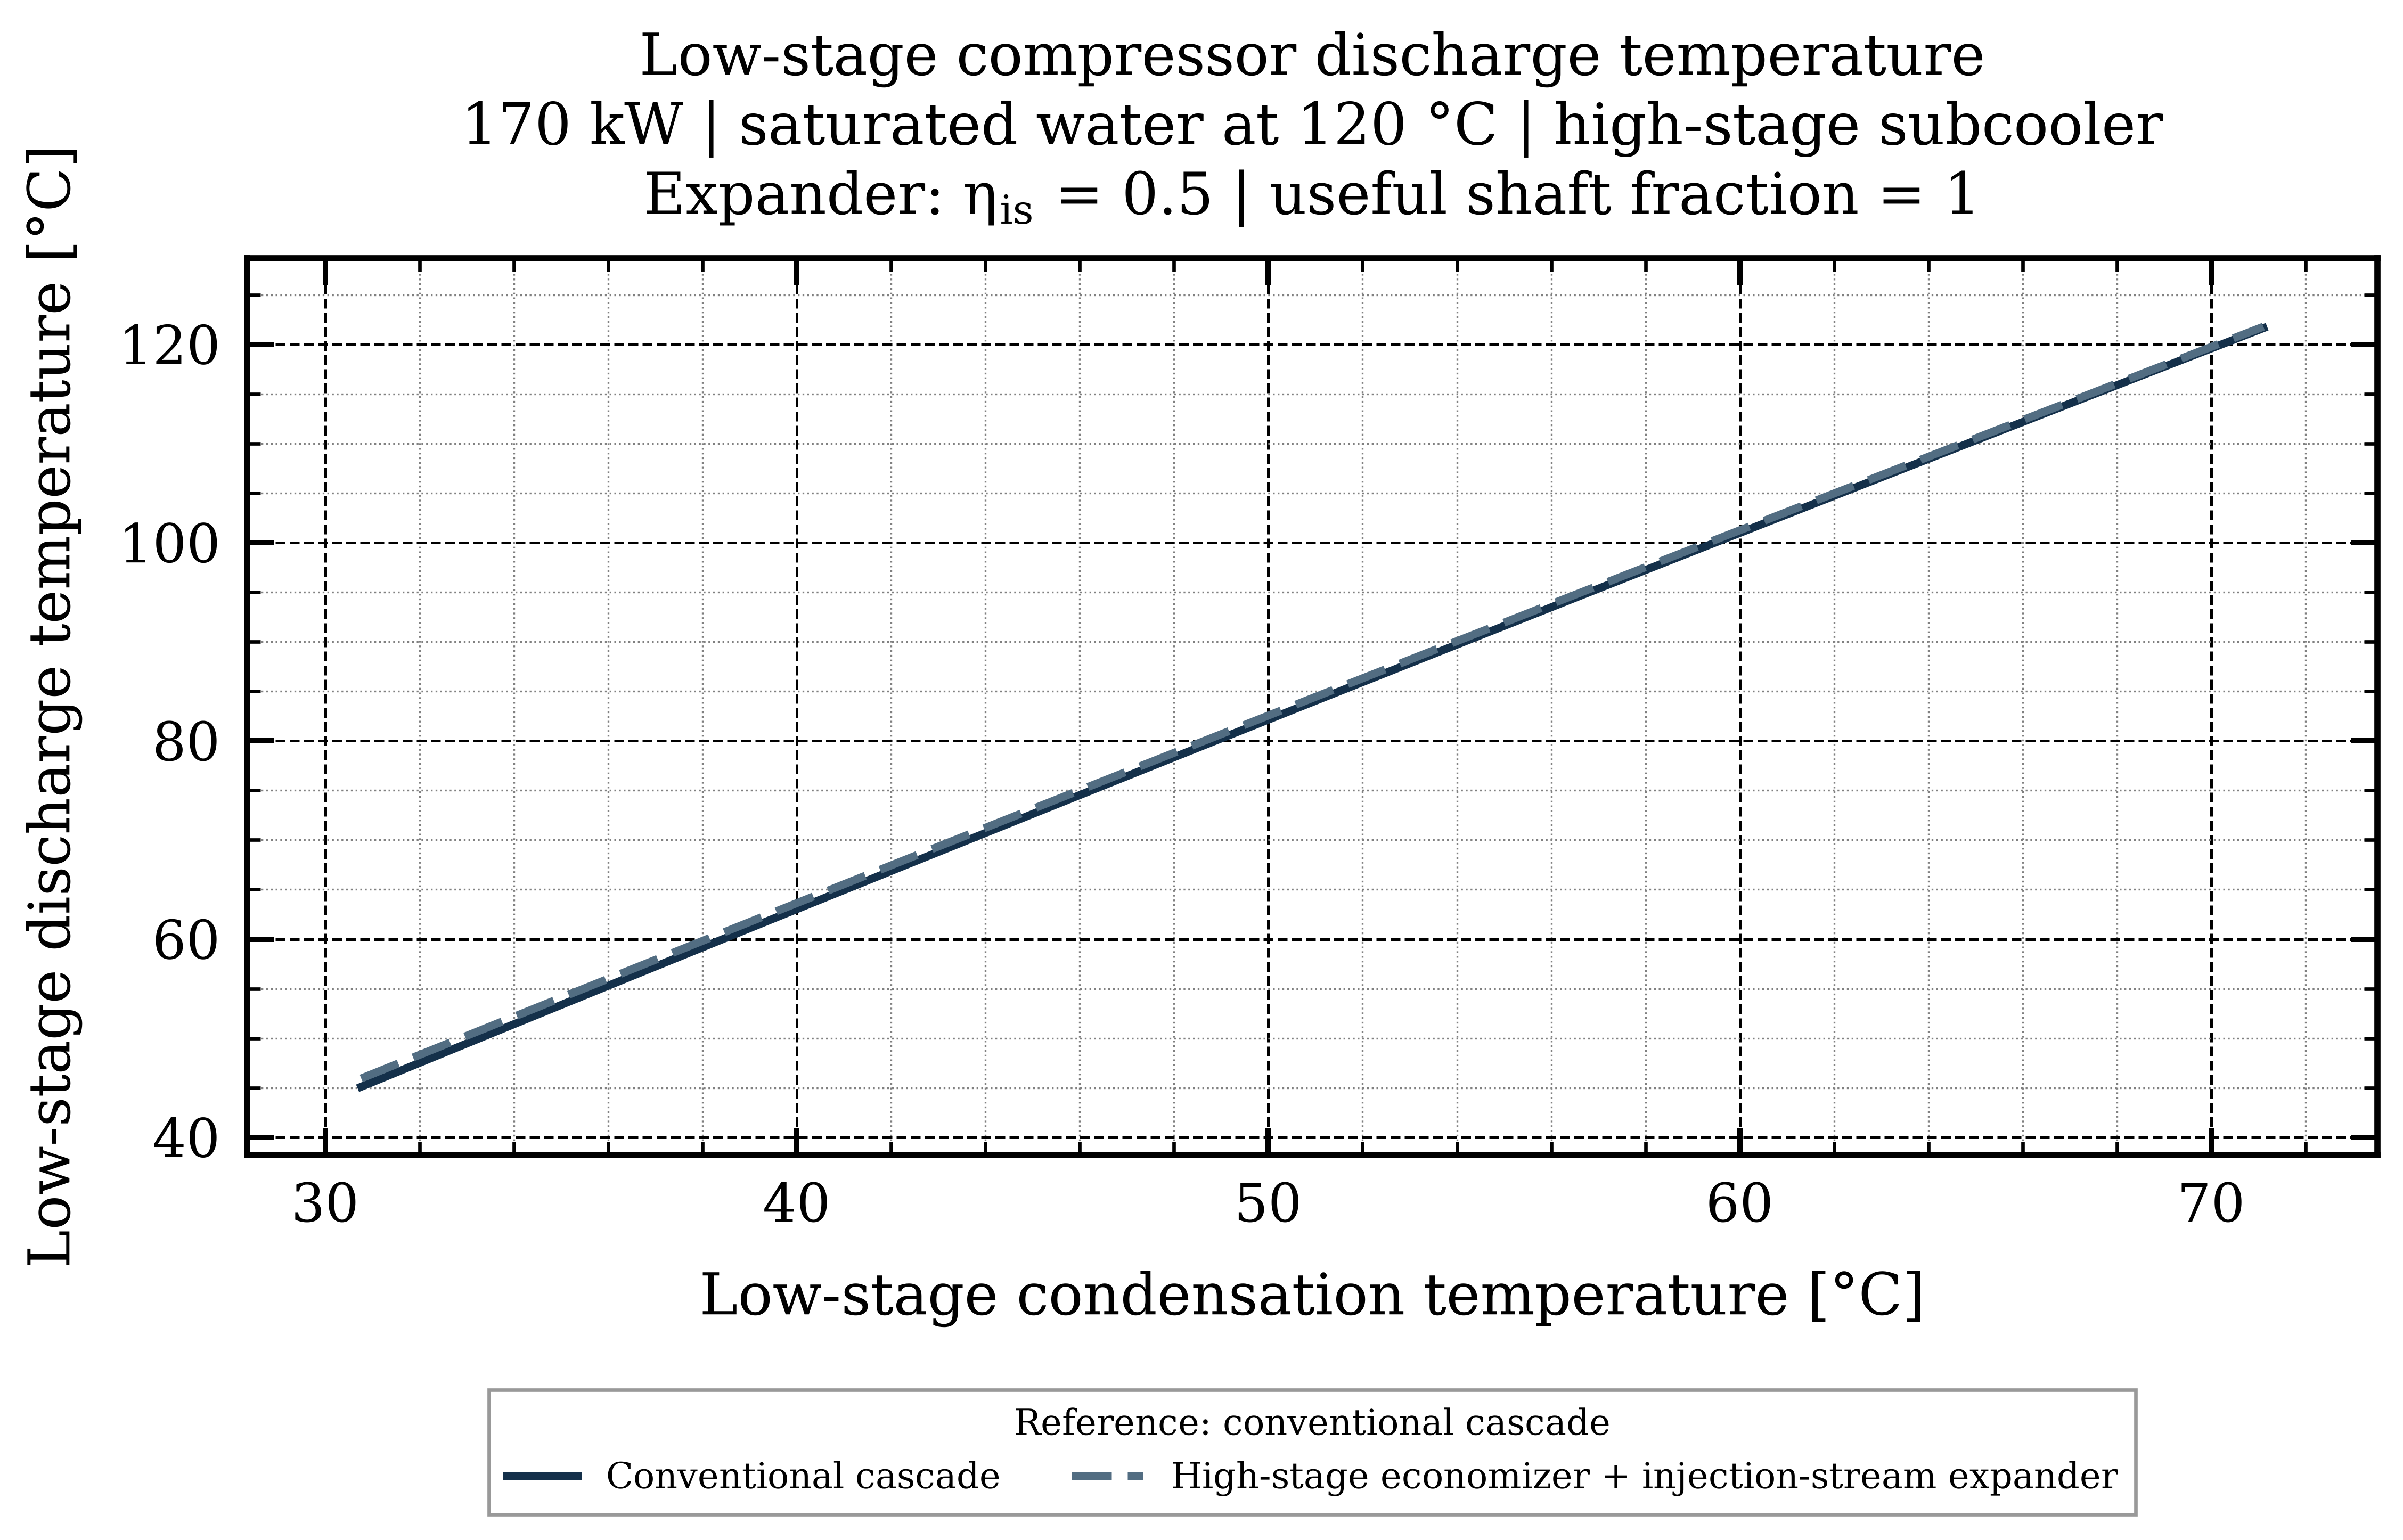 Low-stage compressor discharge temperature
170 kW | saturated water at 120 °C | high-stage subcooler
Expander: ηis = 0.5 | useful shaft fraction = 1
Low-stage discharge temperature [°C]
120
100
80
60
40
30 40 50 60 70
Low-stage condensation temperature [°C]
Reference: conventional cascade
Conventional cascade High-stage economizer + injection-stream expander